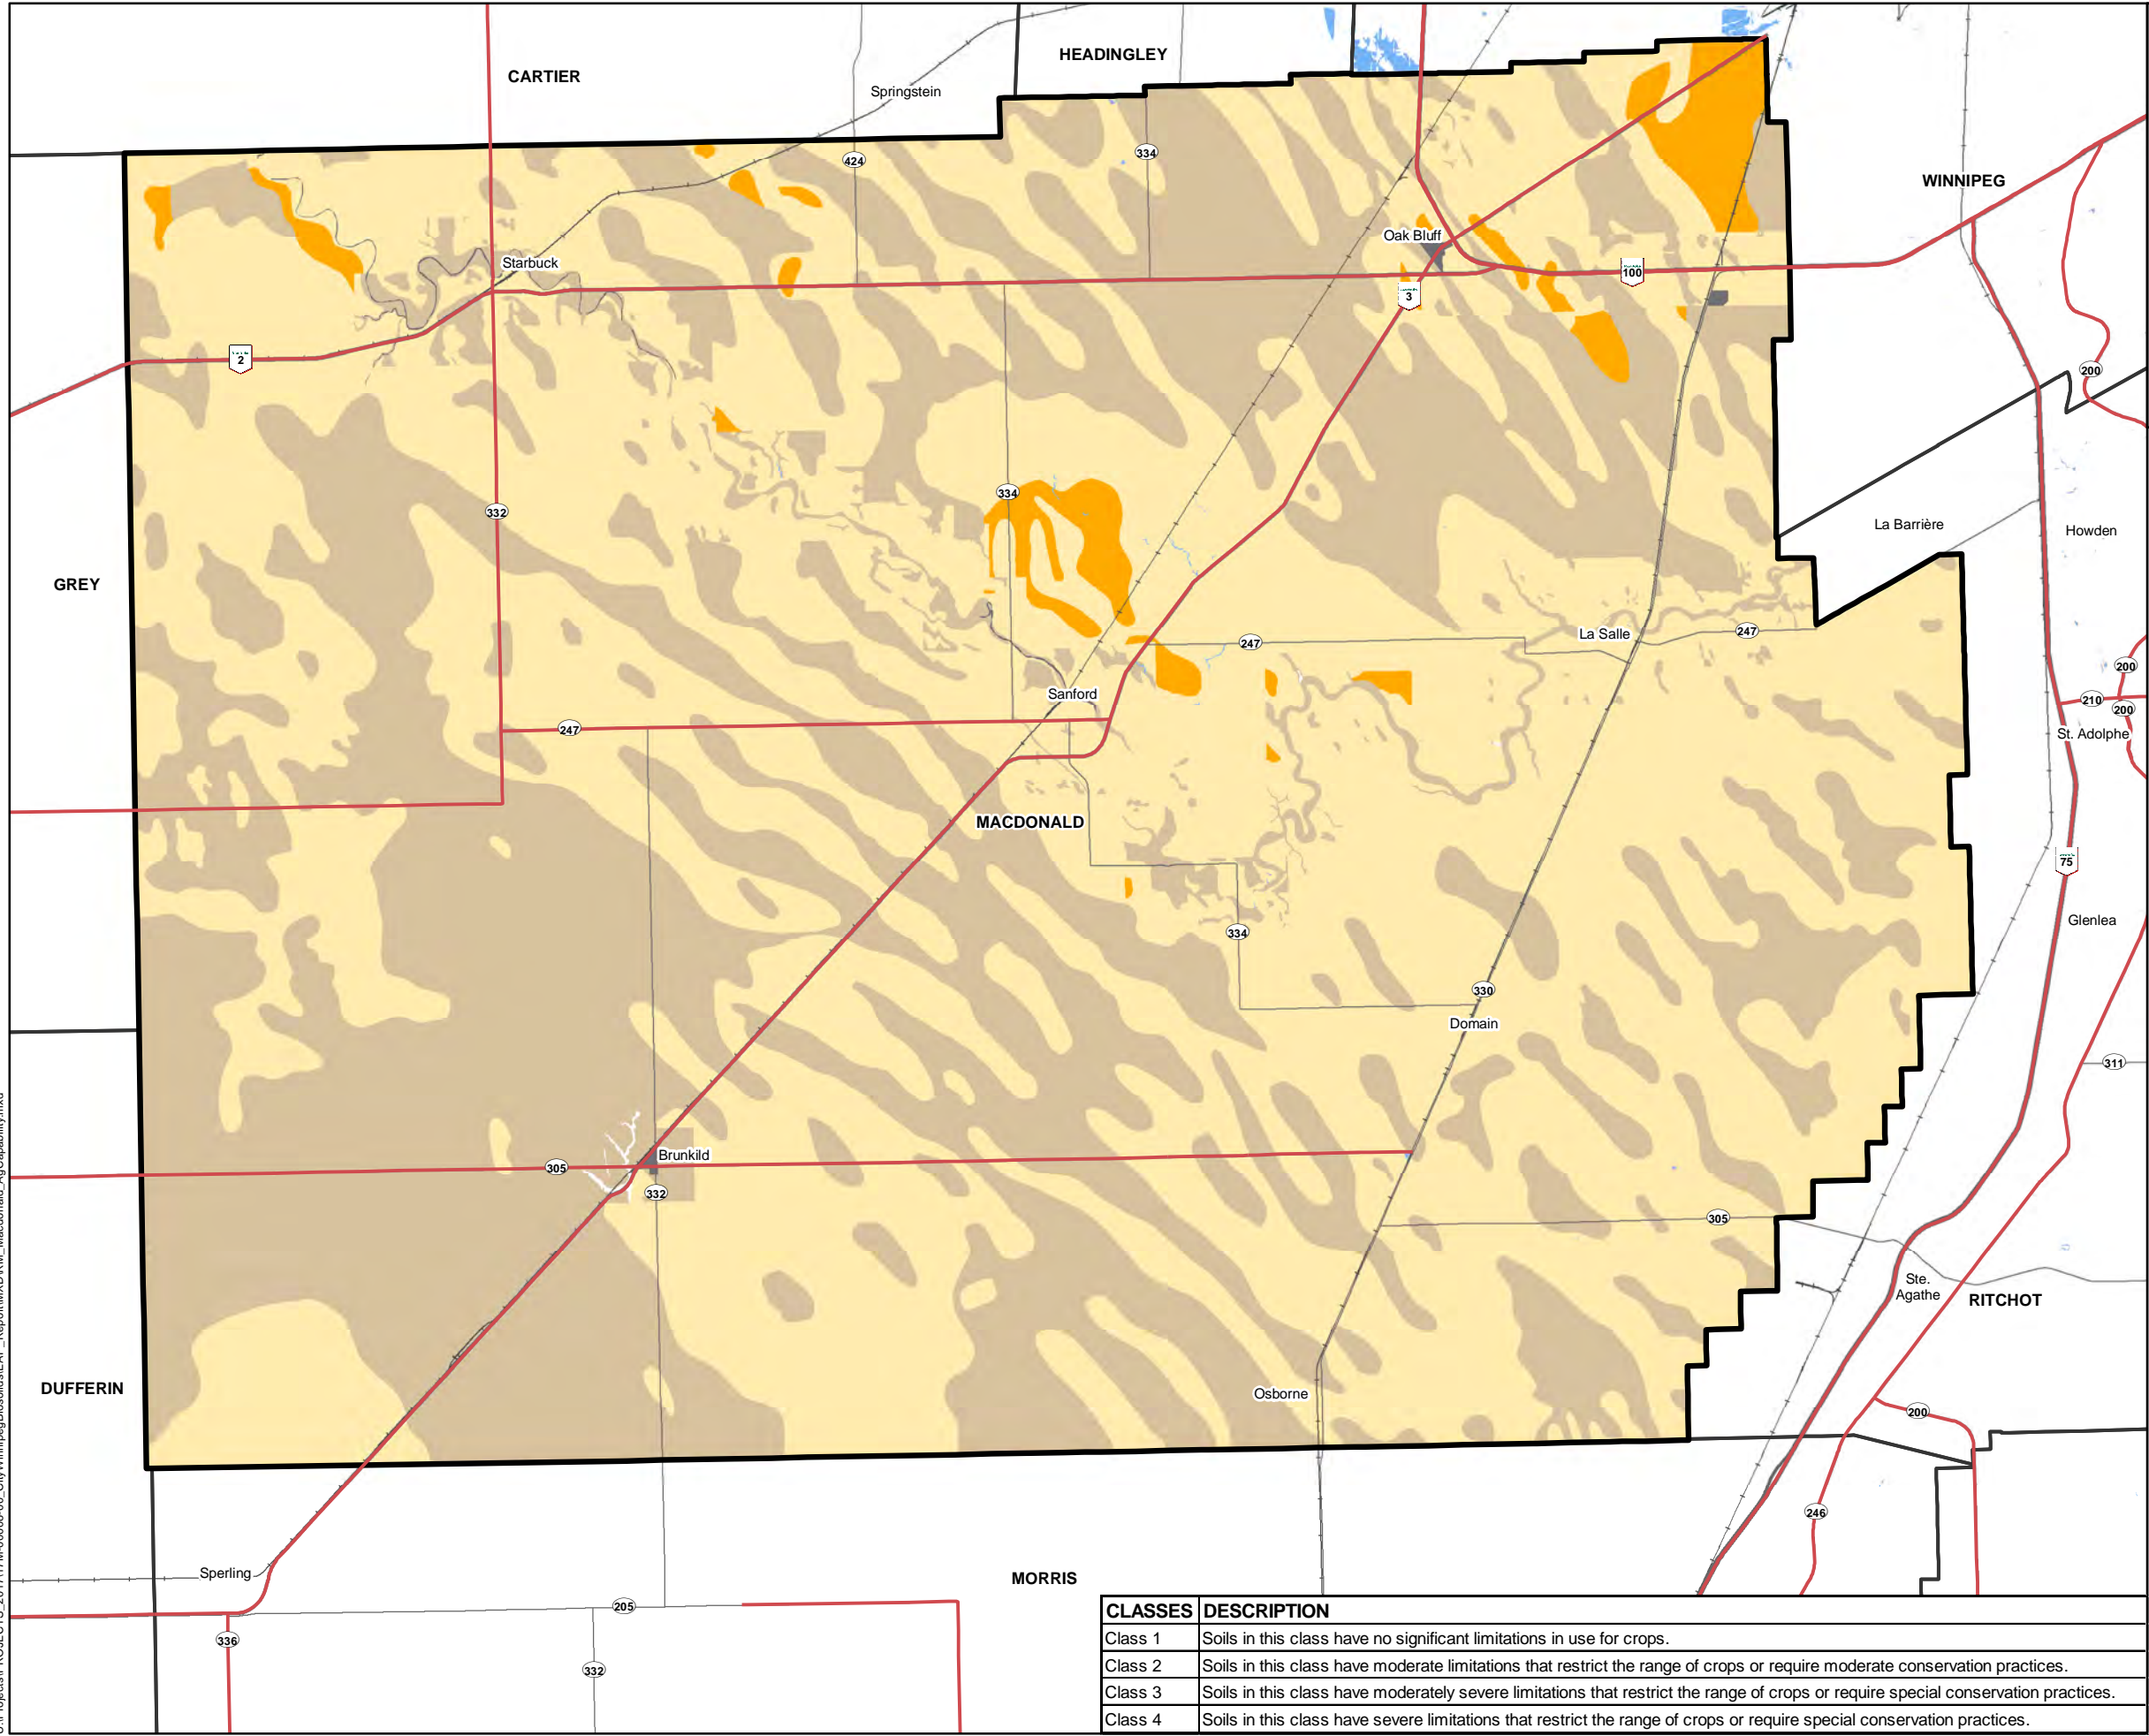 HEADINGLEY
CARTIER
Springstein
424
334
WINNIPEG
Oak Bluff
Starbuck
100
3
2
200
334
332
La Barrière
Howden
GREY
La Salle
247
247
200
Sanford
210
200
247
St. Adolphe
MACDONALD
75
Glenlea
334
330
Domain
311
Brunkild
305
332
305
Ste.
Agathe
RITCHOT
DUFFERIN
Osborne
200
246
Sperling
MORRIS
205
336
332
CLASSES DESCRIPTION
Class 1 Soils in this class have no significant limitations in use for crops.
Class 2 Soils in this class have moderate limitations that restrict the range of crops or require moderate conservation practices.
Class 3 Soils in this class have moderately severe limitations that restrict the range of crops or require special conservation practices.
Class 4 Soils in this class have severe limitations that restrict the range of crops or require special conservation practices.